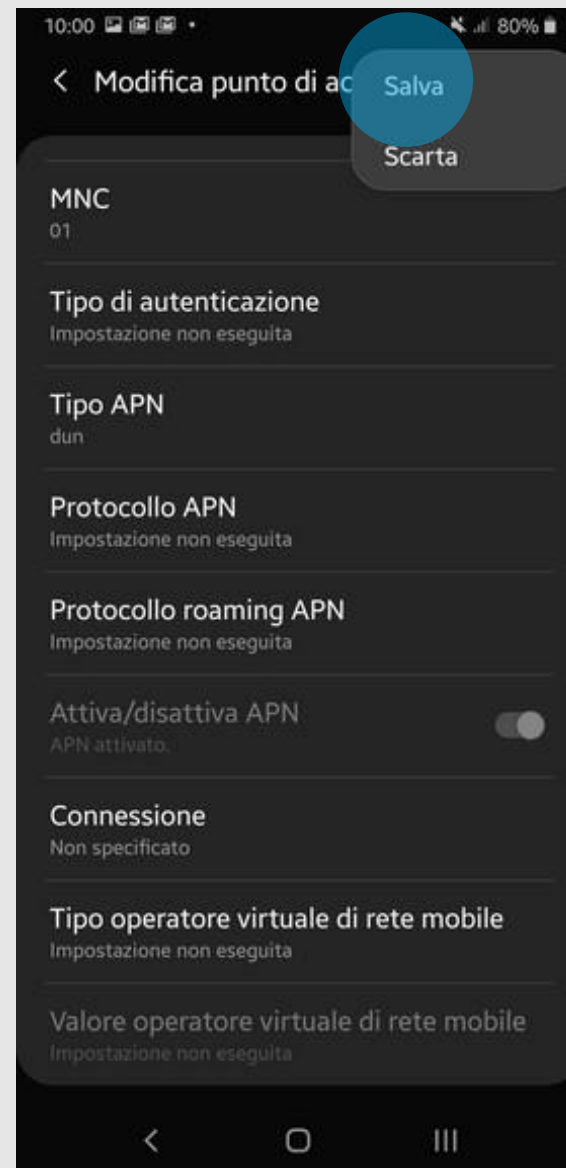 10:00 80%
Modifica punto di ac
Salva
Scarta
MNC
01
Tipo di autenticazione
Impostazione non eseguita
Tipo APN
dun
Protocollo APN
Impostazione non eseguita
Protocollo roaming APN
Impostazione non eseguita
Attiva/disattiva APN
APN attivato.
Connessione
Non specificato
Tipo operatore virtuale di rete mobile
Impostazione non eseguita
Valore operatore virtuale di rete mobile
Impostazione non eseguita